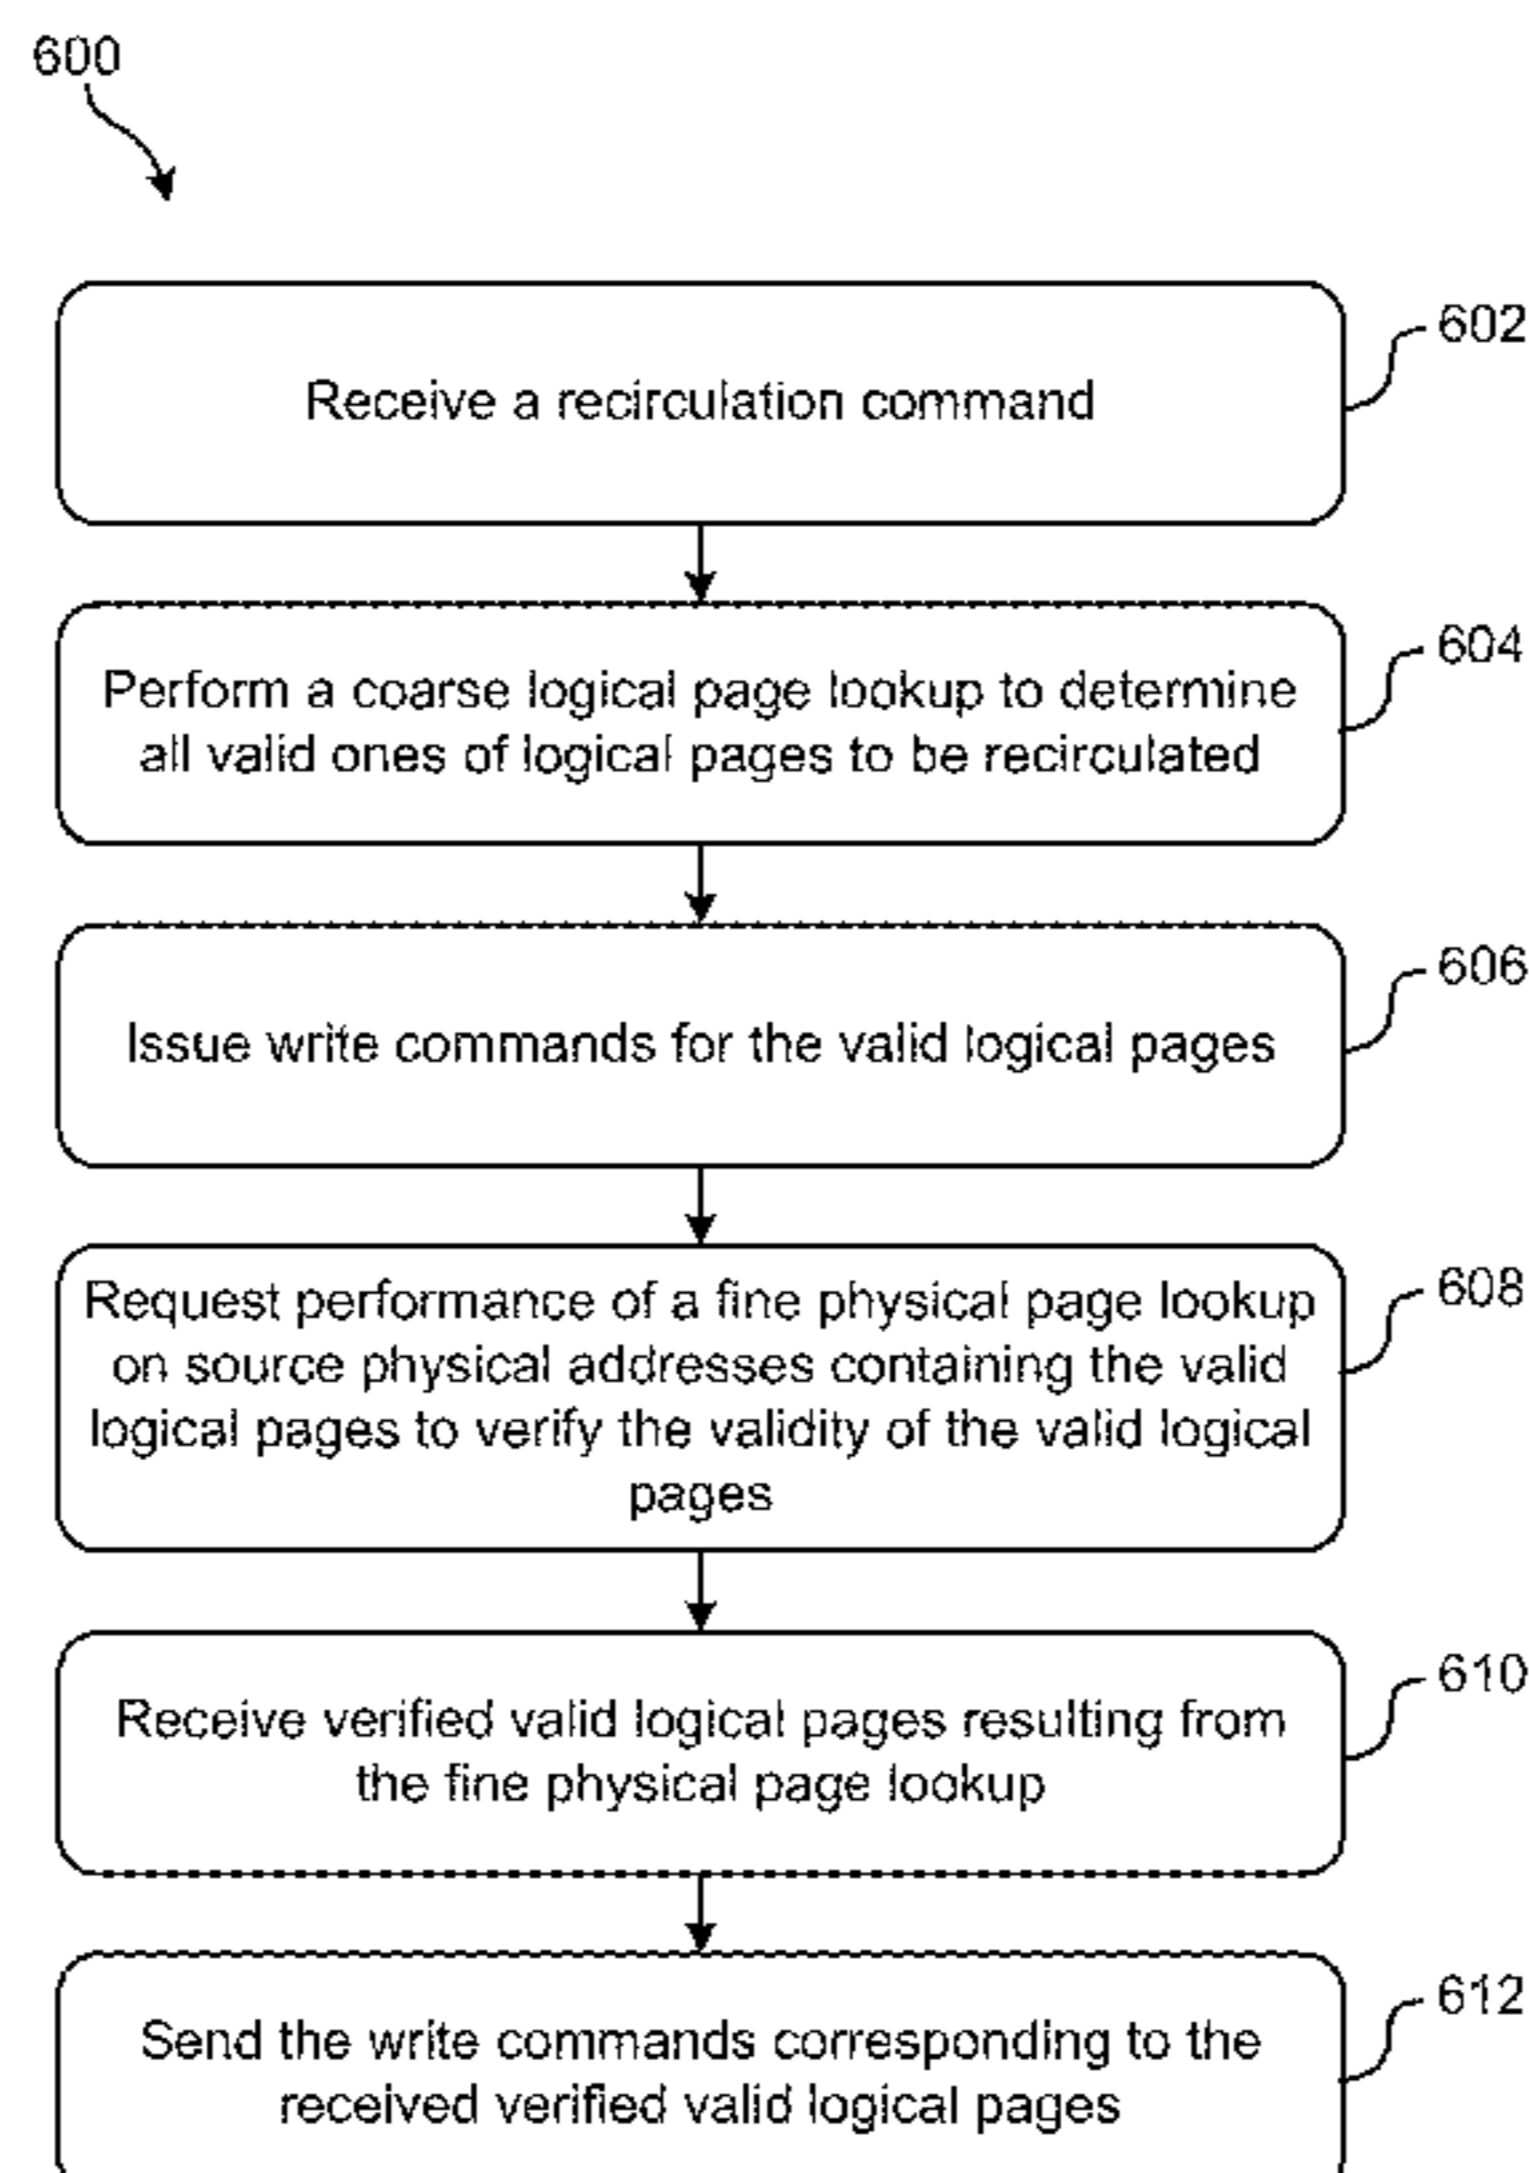 600
602
Receive a recirculation command
604
Perform a coarse logical page lookup to determine
all valid ones of logical pages to be recirculated
606
Issue write commands for the valid logical pages
608
Request performance of a fine physical page lookup
on source physical addresses containing the valid
logical pages to verify the validity of the valid logical
pages
610
Receive verified valid logical pages resulting from
the fine physical page lookup
612
Send the write commands corresponding to the
received verified valid logical pages